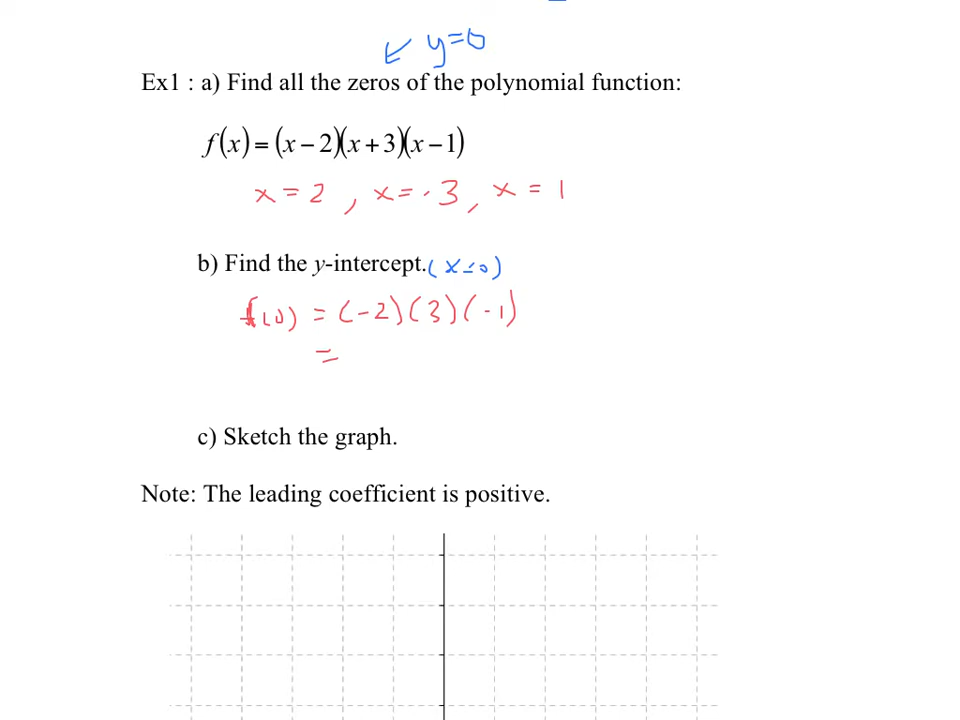 y=0
Ex1 : a) Find all the zeros of the polynomial function:
f(x) = (x − 2)(x + 3)(x − 1)
x = 2 , x = -3 , x = 1
b) Find the y-intercept. (x=0)
f(0) = (-2)(3)(-1)
=
c) Sketch the graph.
Note: The leading coefficient is positive.